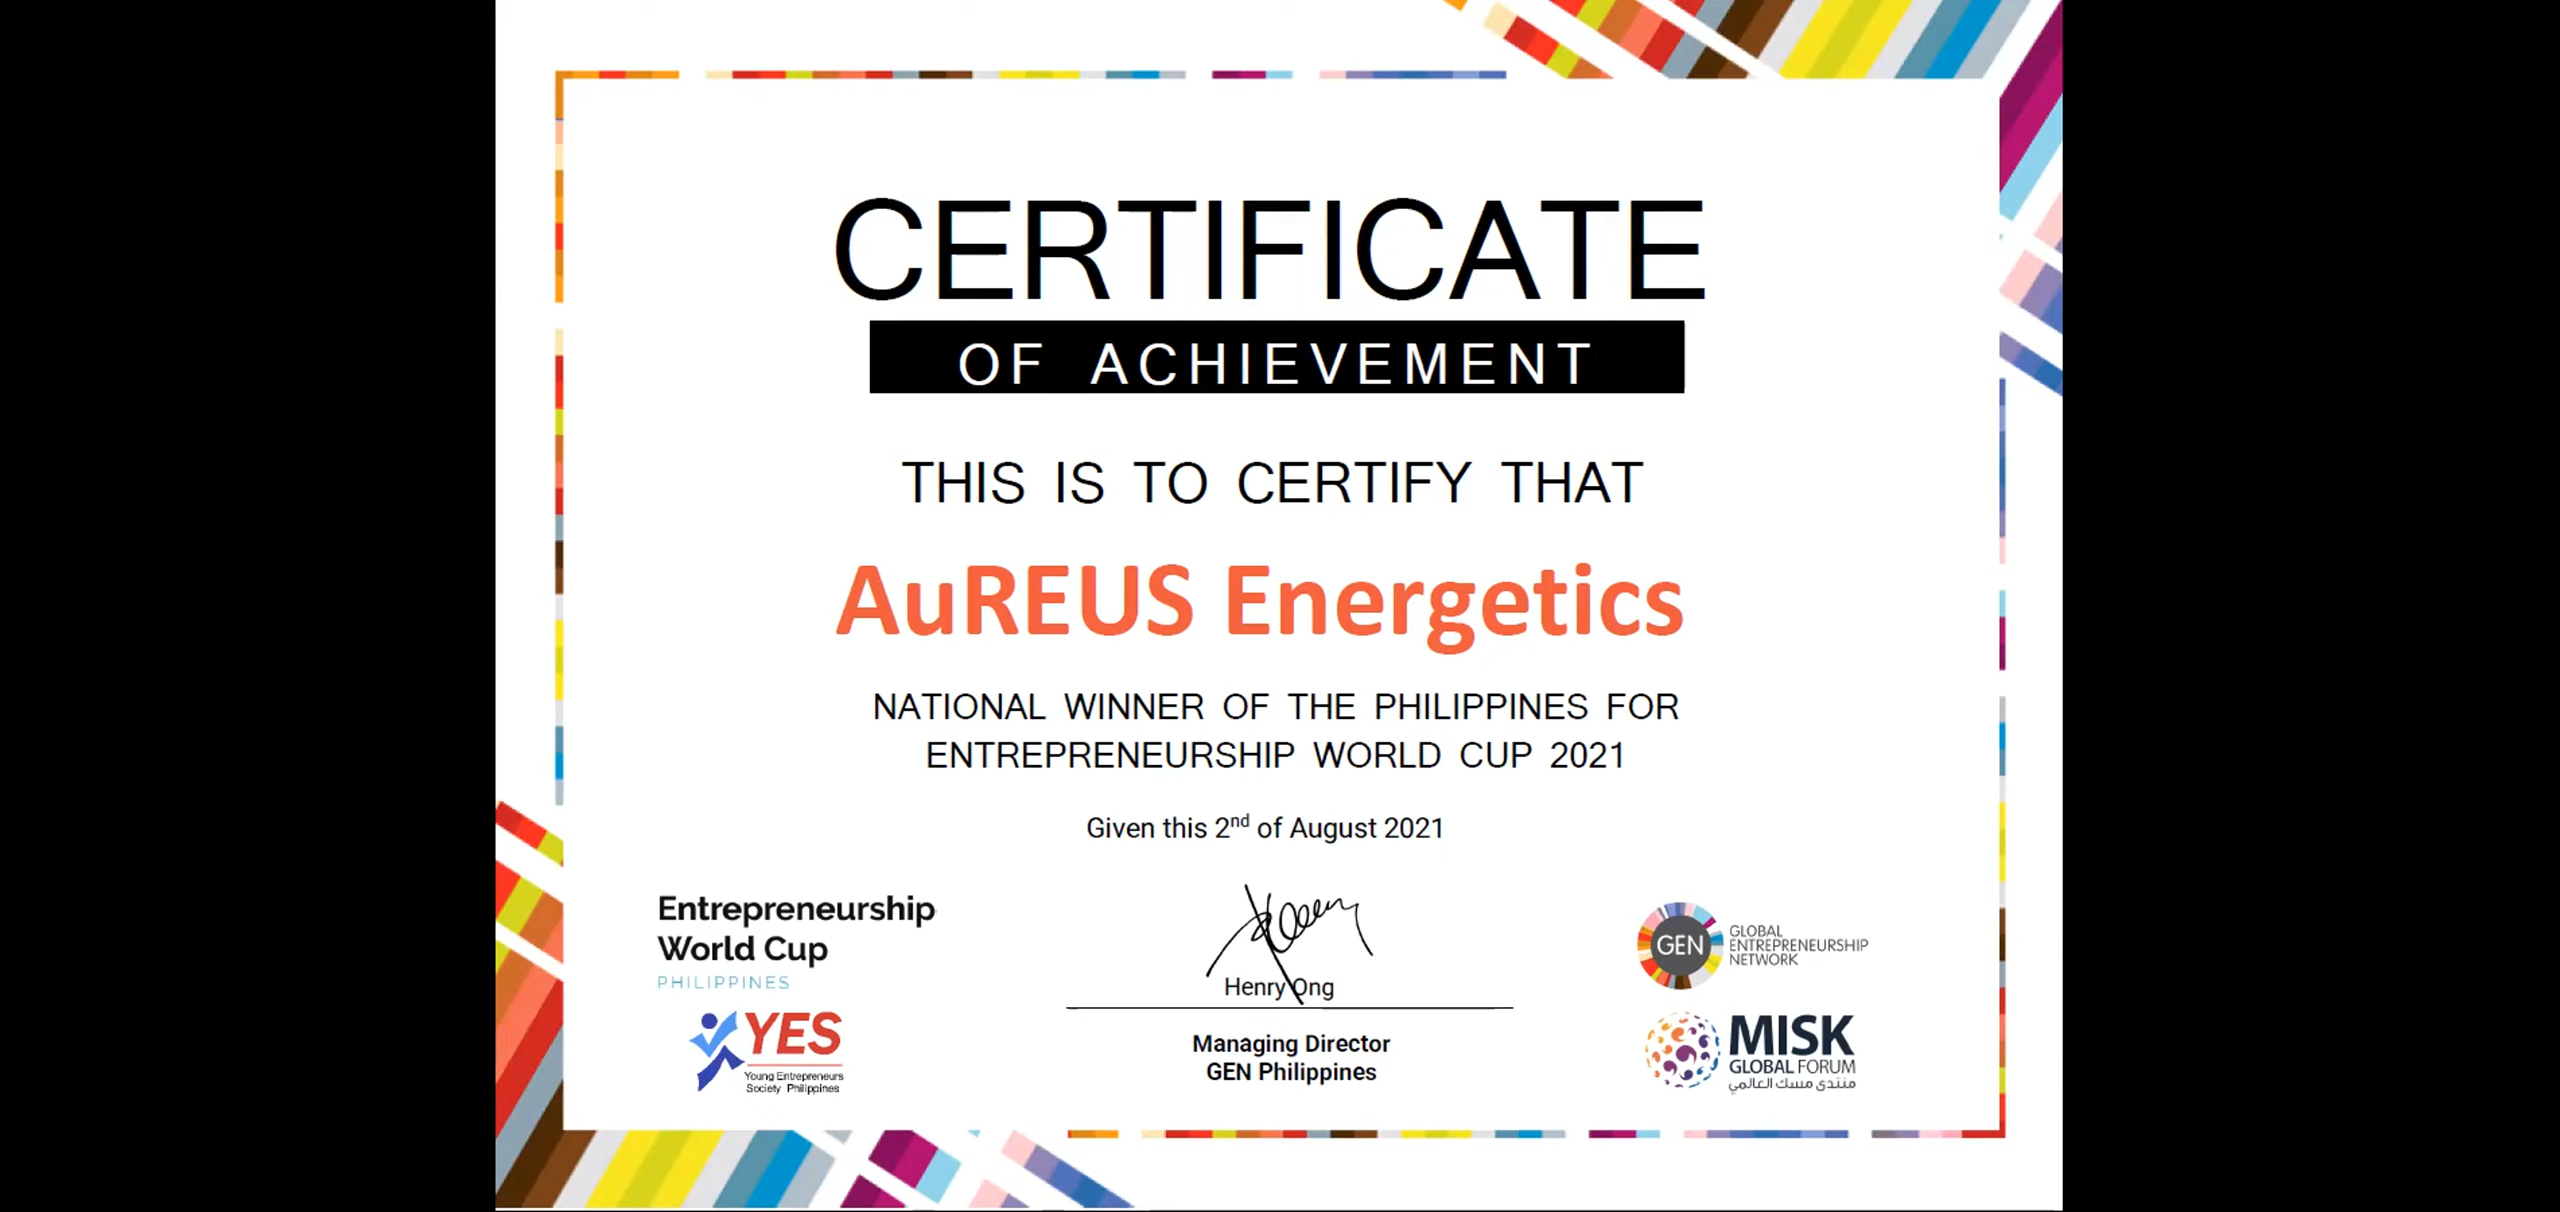 CERTIFICATE
OF ACHIEVEMENT
THIS IS TO CERTIFY THAT
AuREUS Energetics
NATIONAL WINNER OF THE PHILIPPINES FOR
ENTREPRENEURSHIP WORLD CUP 2021
Given this 2nd of August 2021
Entrepreneurship
World Cup
PHILIPPINES
YES
Young Entrepreneurs
Society Philippines
Henry Ong
Managing Director
GEN Philippines
GEN
GLOBAL
ENTREPRENEURSHIP
NETWORK
MISK
GLOBAL FORUM
منتدى مسك العالمي